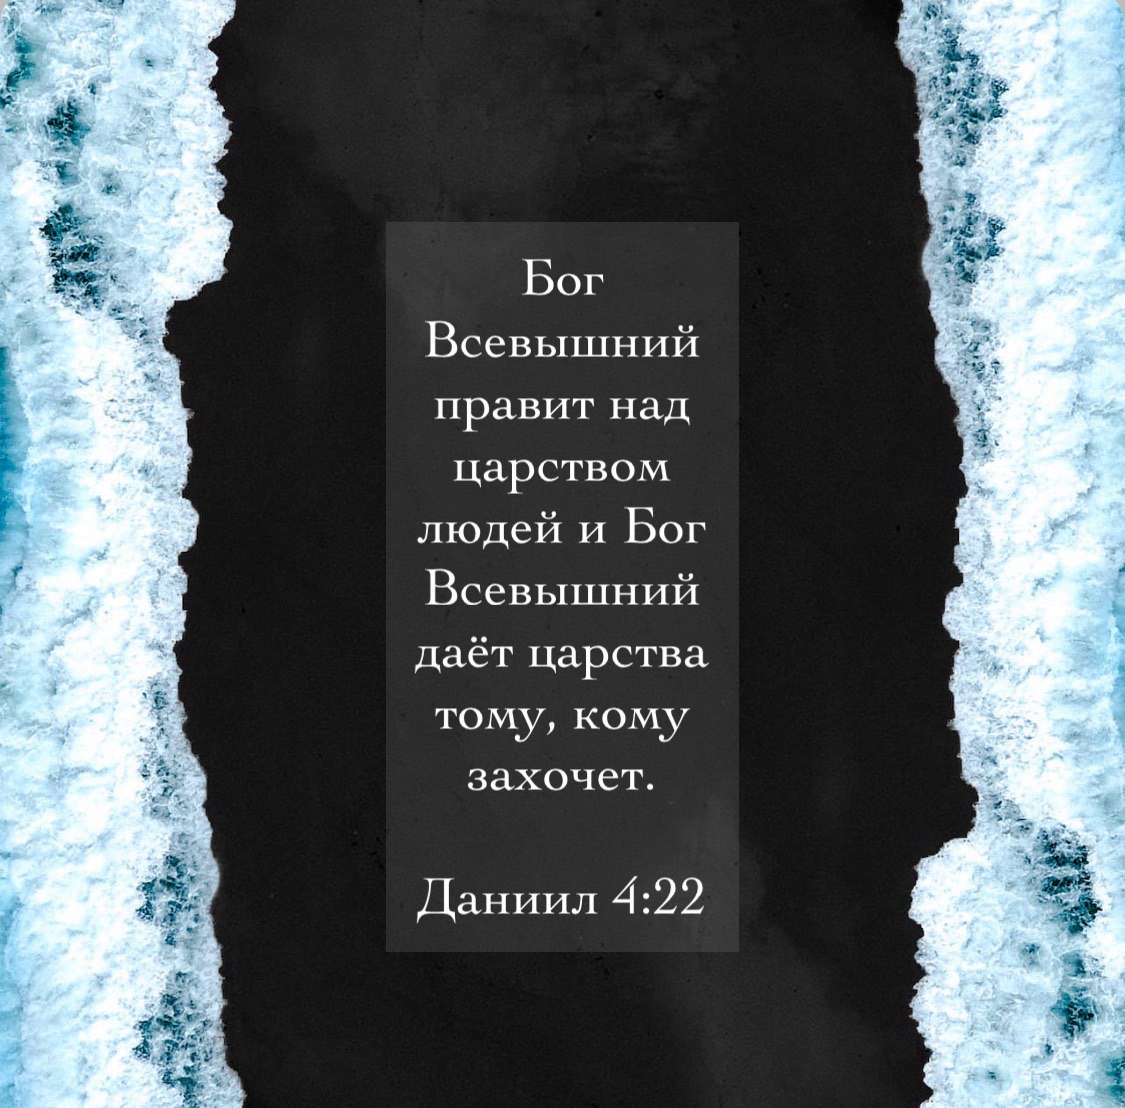 Бог
Всевышний
правит над
царством
людей и Бог
Всевышний
даёт царства
тому, кому
захочет.
Даниил 4:22